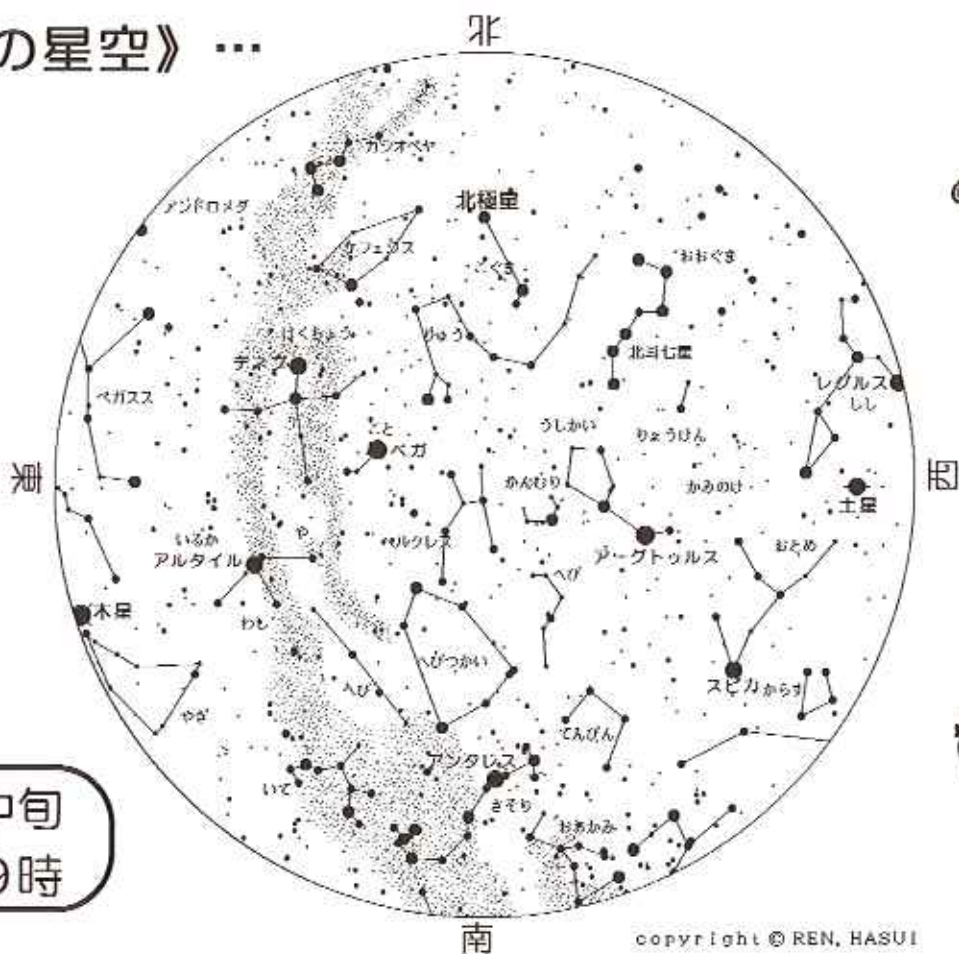 の星空》…
北
カシオペヤ
アンドロメダ
北極星
ケフェウス
こぐま
おおぐま
はくちょう
りゅう
デネブ
北斗七星
ペガスス
レグルス
しし
こと
ベガ
うしかい
りょうけん
東
かんむり
かみのけ
西
土星
や
いるか
ヘルクレス
アークトゥルス
おとめ
アルタイル
へび
木星
わし
へびつかい
スピカ
からす
へび
やぎ
てんびん
アンタレス
いて
さそり
おおかみ
中旬
9時
南
copyright © REN. HASUI